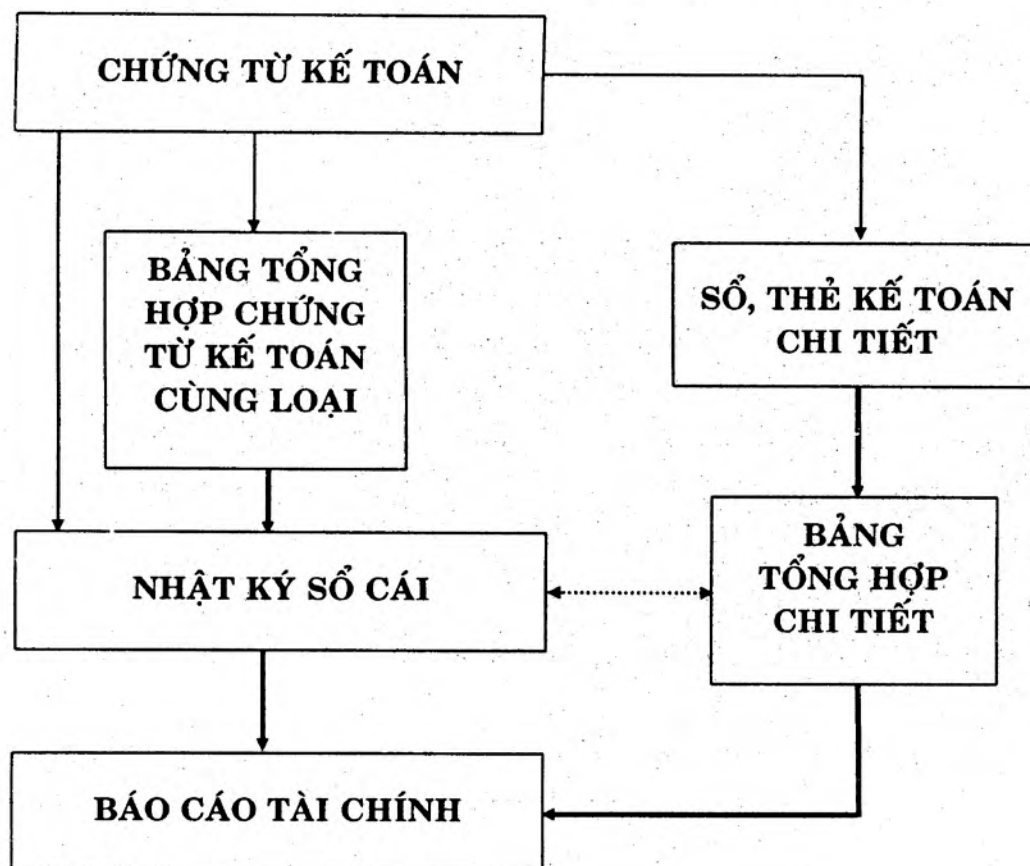 CHỨNG TỪ KẾ TOÁN
BẢNG TỔNG
HỢP CHỨNG
TỪ KẾ TOÁN
CÙNG LOẠI
SỔ, THẺ KẾ TOÁN
CHI TIẾT
NHẬT KÝ SỔ CÁI
BẢNG
TỔNG HỢP
CHI TIẾT
BÁO CÁO TÀI CHÍNH